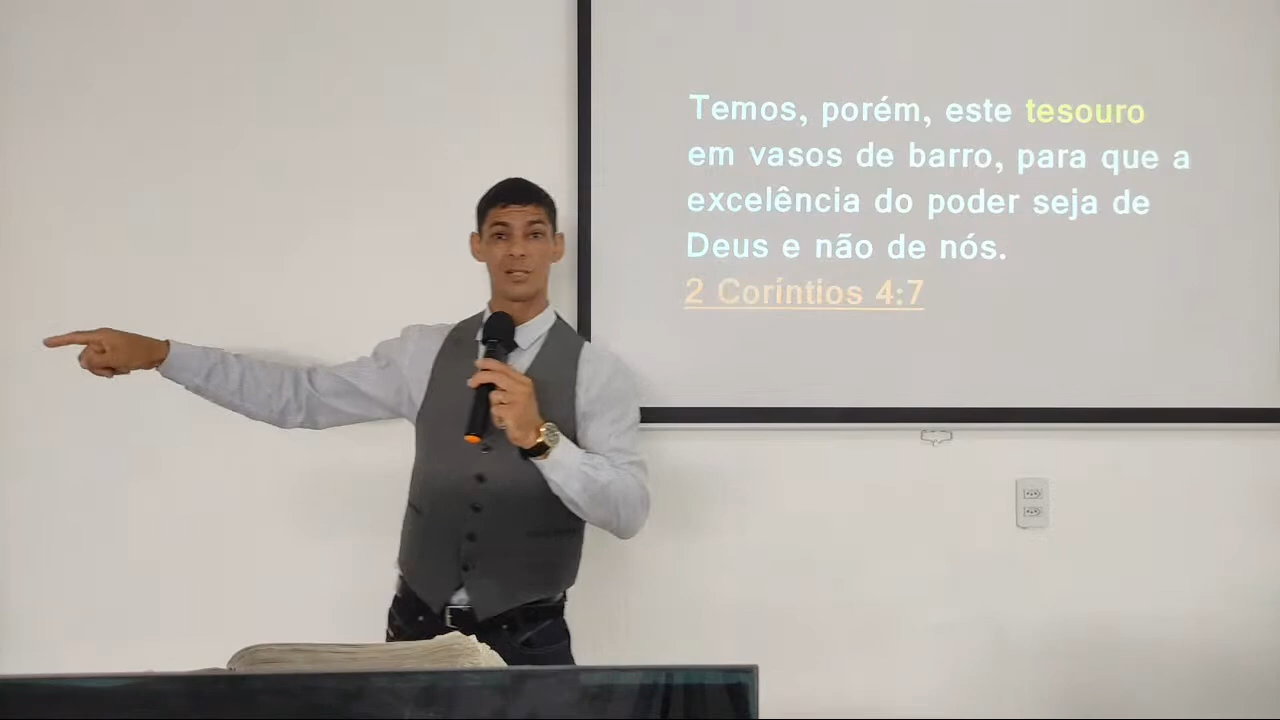 Temos, porém, este tesouro
em vasos de barro, para que a
excelência do poder seja de
Deus e não de nós.
2 Coríntios 4:7